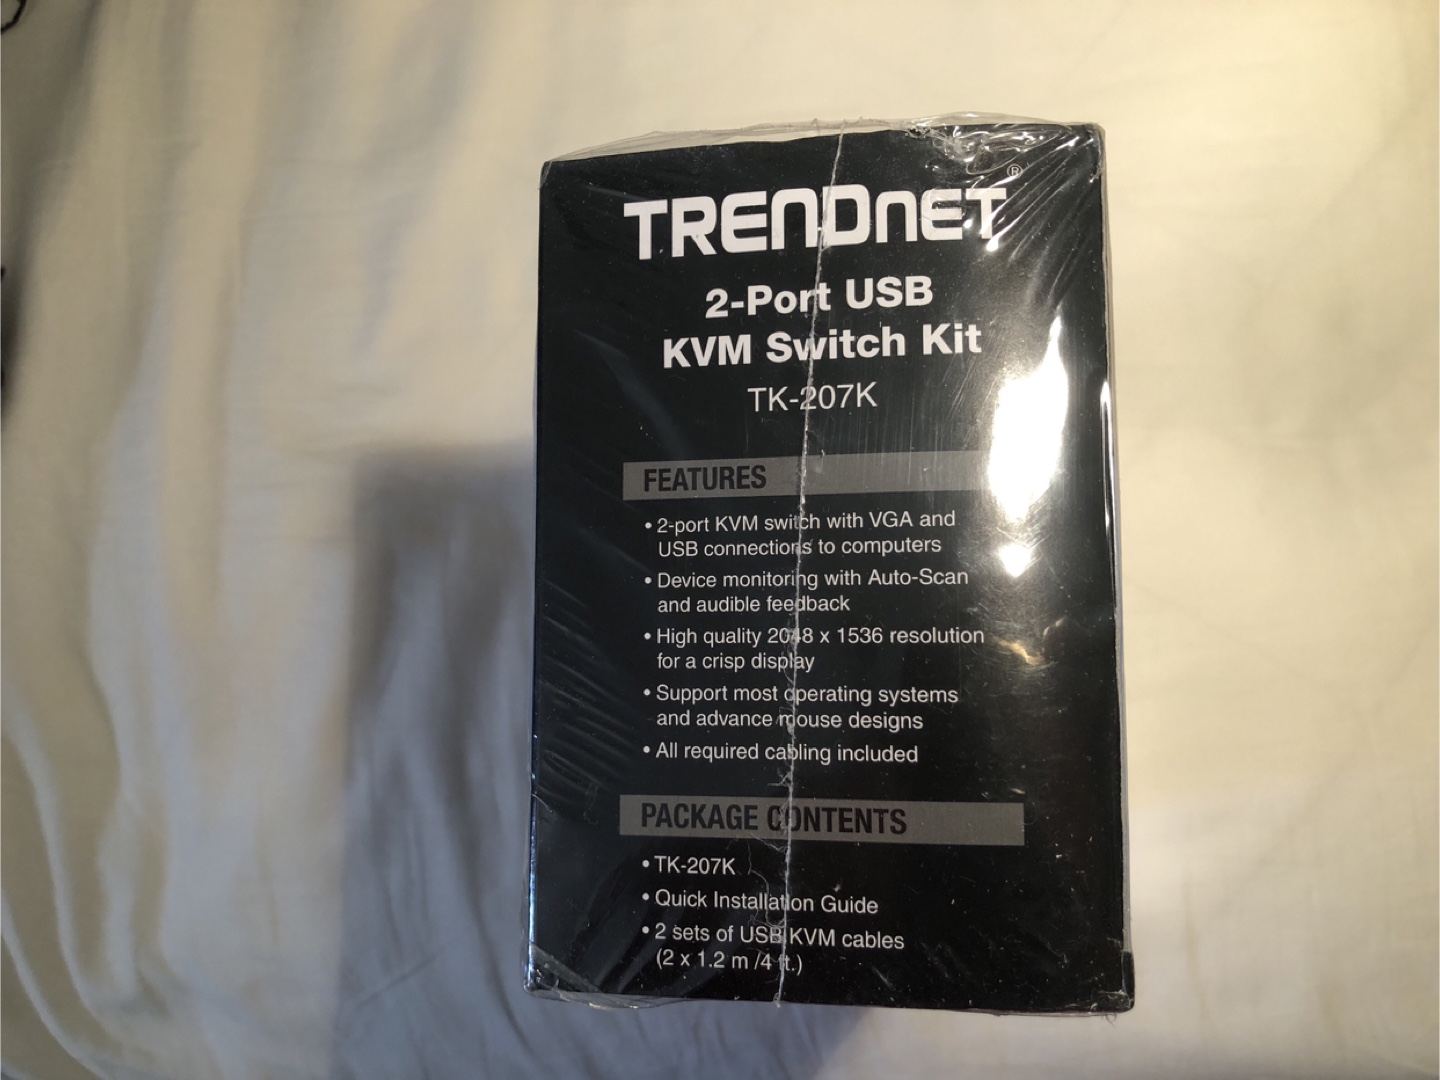 TRENDNET®
2-Port USB
KVM Switch Kit
TK-207K
FEATURES
• 2-port KVM switch with VGA and
USB connections to computers
• Device monitoring with Auto-Scan
and audible feedback
• High quality 2048 x 1536 resolution
for a crisp display
• Support most operating systems
and advance mouse designs
• All required cabling included
PACKAGE CONTENTS
• TK-207K
• Quick Installation Guide
• 2 sets of USB KVM cables
(2 x 1.2 m /4 ft.)